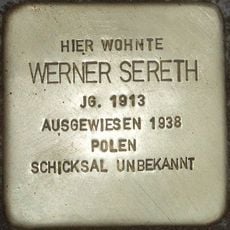 HIER WOHNTE
WERNER SERETH
JG. 1913
AUSGEWIESEN 1938
POLEN
SCHICKSAL UNBEKANNT